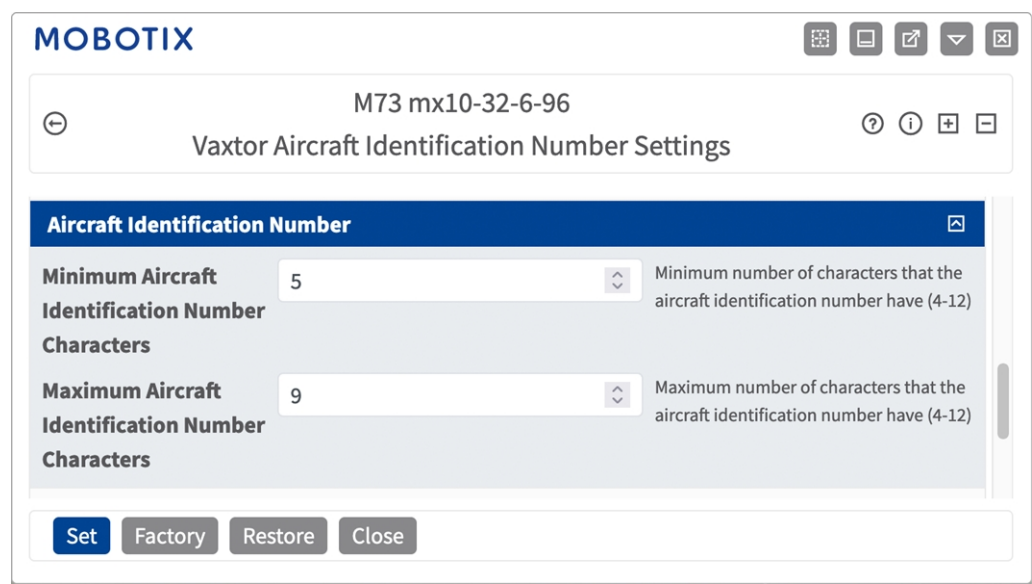 MOBOTIX
M73 mx10-32-6-96
Vaxtor Aircraft Identification Number Settings
Aircraft Identification Number
Minimum Aircraft
Identification Number
Characters
5
Minimum number of characters that the
aircraft identification number have (4-12)
Maximum Aircraft
Identification Number
Characters
9
Maximum number of characters that the
aircraft identification number have (4-12)
Set Factory Restore Close